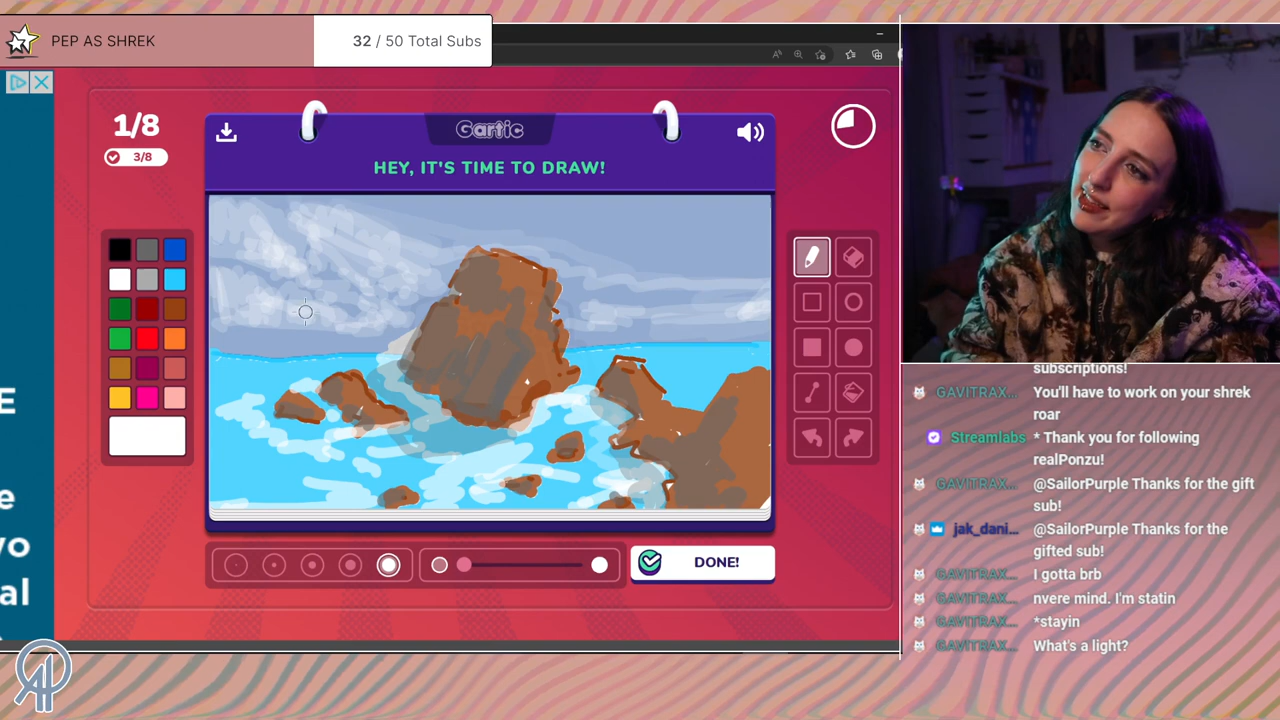 PEP AS SHREK
32 / 50 Total Subs
1/8
3/8
Gartic
HEY, IT'S TIME TO DRAW!
DONE!
E
e
vo
al
subscriptions!
GAVITRAX... You'll have to work on your shrek
roar
Streamlabs * Thank you for following
realPonzu!
GAVITRAX... @SailorPurple Thanks for the gift
sub!
jak_dani... @SailorPurple Thanks for the
gifted sub!
GAVITRAX... I gotta brb
GAVITRAX... nvere mind. I'm statin
GAVITRAX... *stayin
GAVITRAX... What's a light?